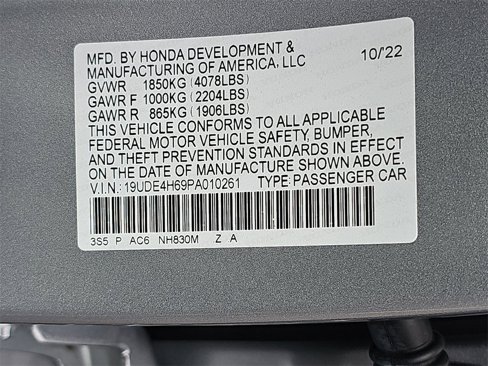 MFD. BY HONDA DEVELOPMENT & 10/22
MANUFACTURING OF AMERICA, LLC
GVWR 1850KG (4078LBS)
GAWR F 1000KG (2204LBS)
GAWR R 865KG (1906LBS)
THIS VEHICLE CONFORMS TO ALL APPLICABLE
FEDERAL MOTOR VEHICLE SAFETY, BUMPER,
AND THEFT PREVENTION STANDARDS IN EFFECT
ON THE DATE OF MANUFACTURE SHOWN ABOVE.
V.I.N.: 19UDE4H69PA010261 TYPE: PASSENGER CAR
3S5 P AC6 NH830M Z A